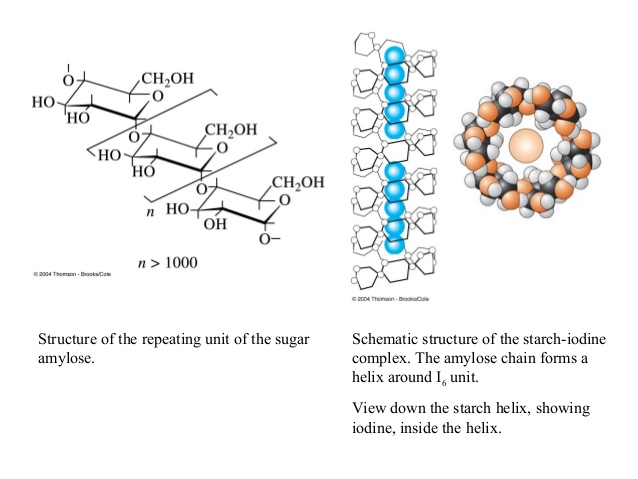 O
CH₂OH
O
HO
HO
O
CH₂OH
O
HO
HO
O
CH₂OH
O
n
HO
OH
O–
n > 1000
© 2004 Thomson - Brooks/Cole
© 2004 Thomson - Brooks/Cole
Structure of the repeating unit of the sugar
amylose.
Schematic structure of the starch-iodine
complex. The amylose chain forms a
helix around I₆ unit.
View down the starch helix, showing
iodine, inside the helix.